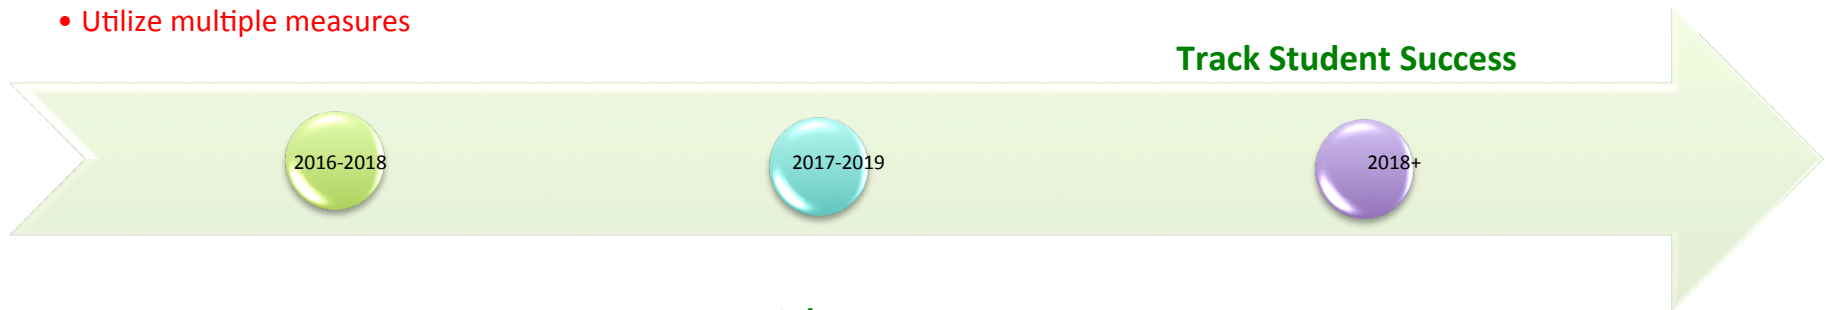 • Utilize multiple measures
Track Student Success
2016-2018
2017-2019
2018+